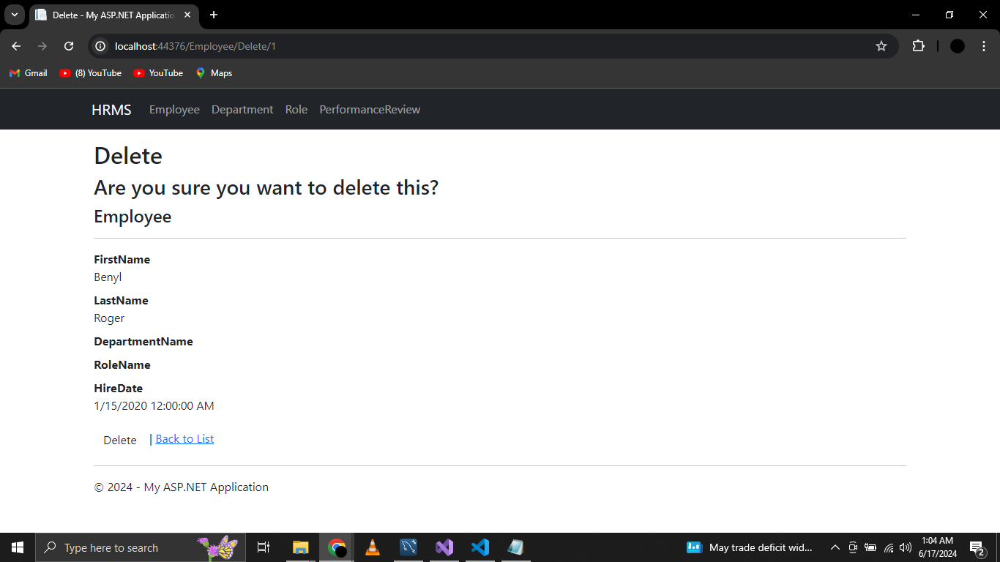 Delete - My ASP.NET Applicatio
localhost:44376/Employee/Delete/1
Gmail (8) YouTube YouTube Maps
HRMS Employee Department Role PerformanceReview
Delete
Are you sure you want to delete this?
Employee
FirstName
Benyl
LastName
Roger
DepartmentName
RoleName
HireDate
1/15/2020 12:00:00 AM
Delete | Back to List
© 2024 - My ASP.NET Application
Type here to search
May trade deficit wid...
1:04 AM
6/17/2024
2